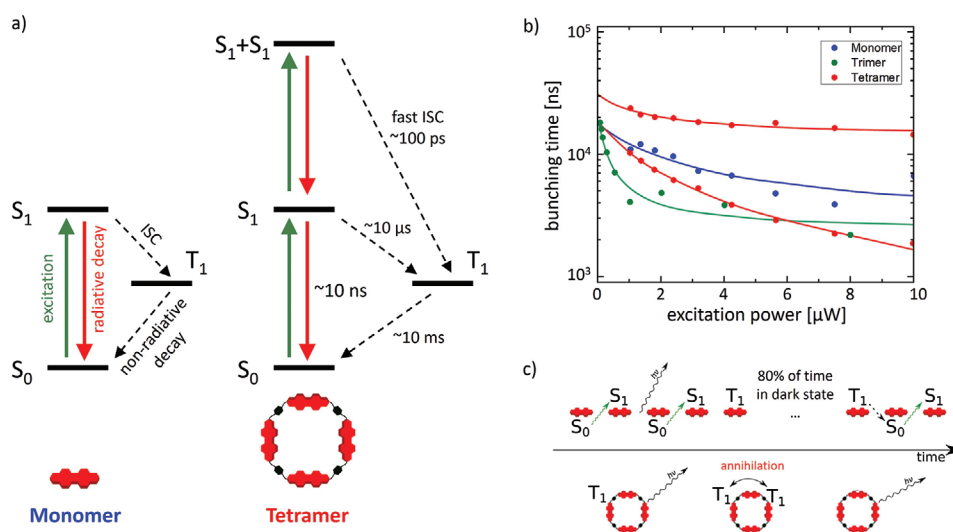 a)
S1+S1
fast ISC
~100 ps
S1
S1
ISC
T1
~10 µs
T1
excitation
radiative decay
~10 ns
non-radiative
decay
~10 ms
S0
S0
Monomer
Tetramer
b)
10^5
10^4
10^3
bunching time [ns]
Monomer
Trimer
Tetramer
0 2 4 6 8 10
excitation power [µW]
c)
hν
80% of time
in dark state
...
S1 S1 T1 T1 S1
S0 S0 S0
time
annihilation
T1 hν T1 T1 hν